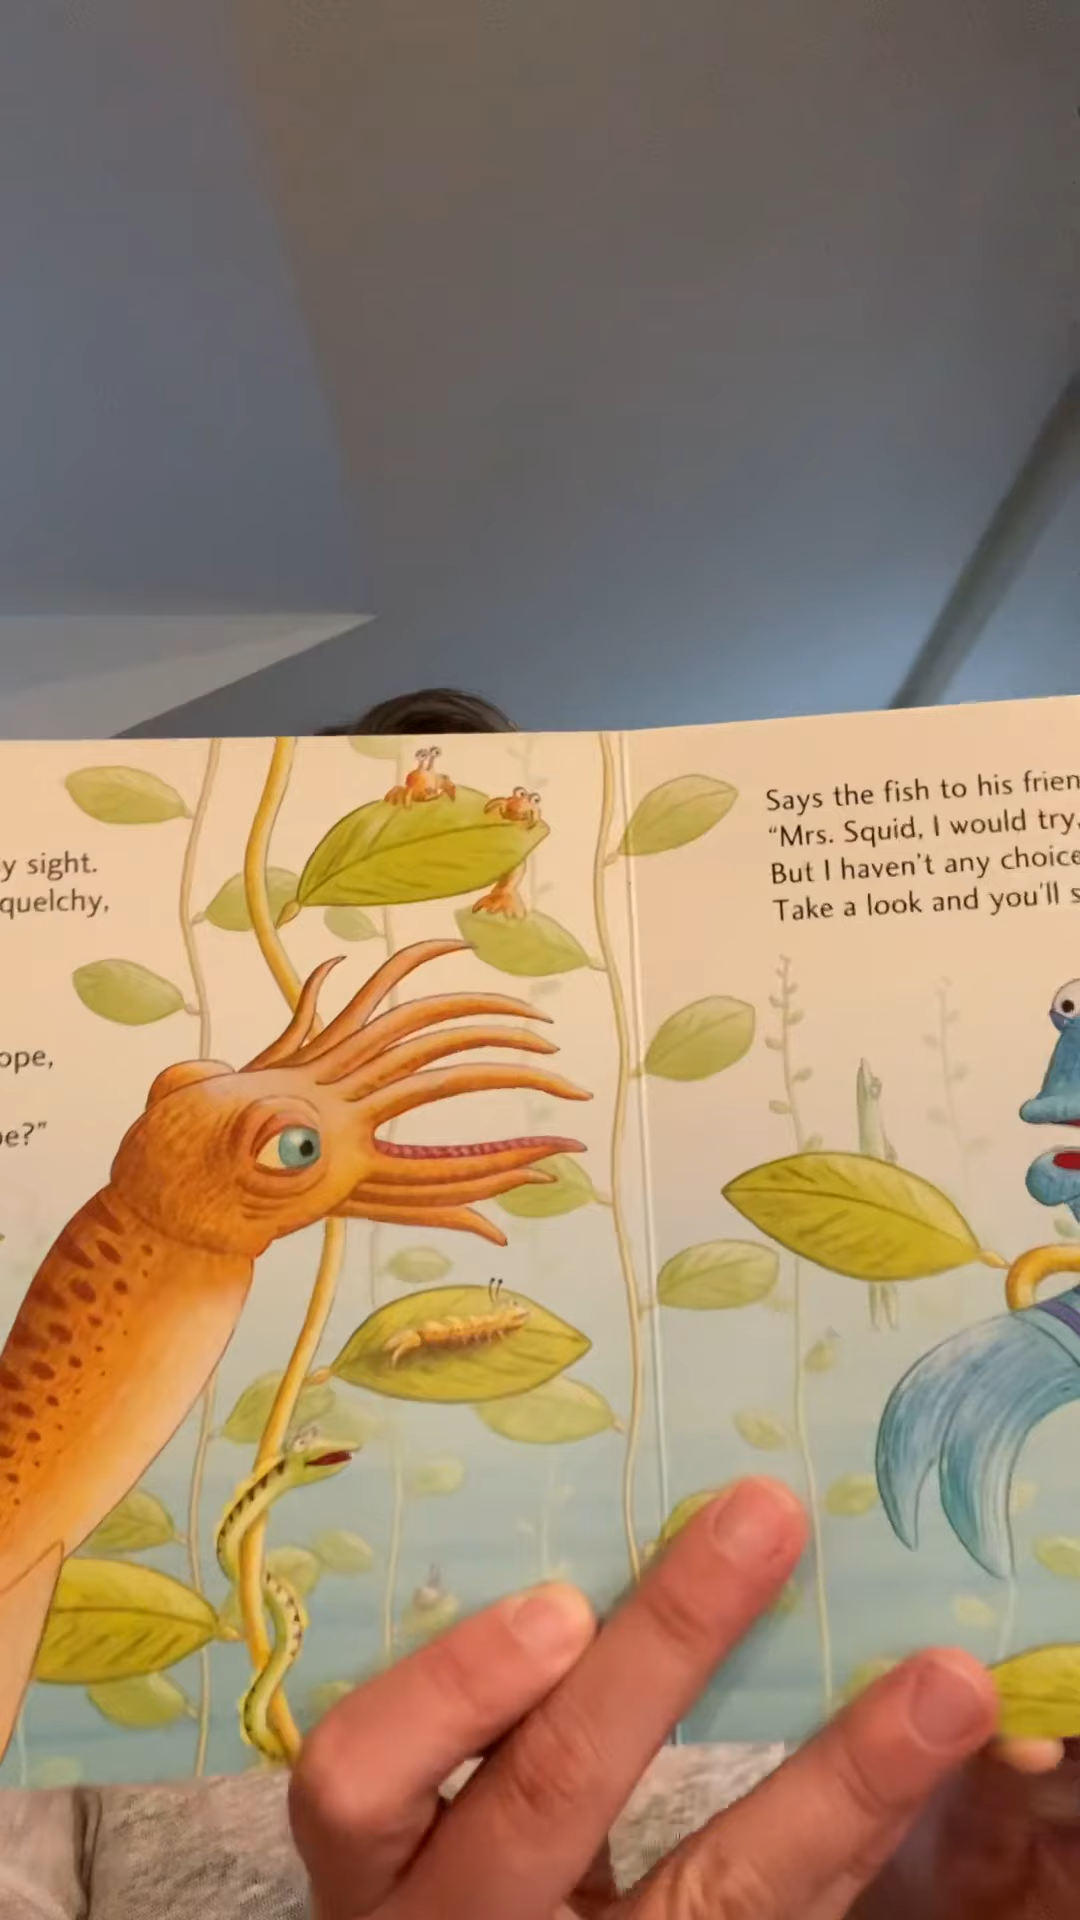 y sight.
quelchy,
ope,
e?"
Says the fish to his frien
“Mrs. Squid, I would try,
But I haven't any choice
Take a look and you'll s